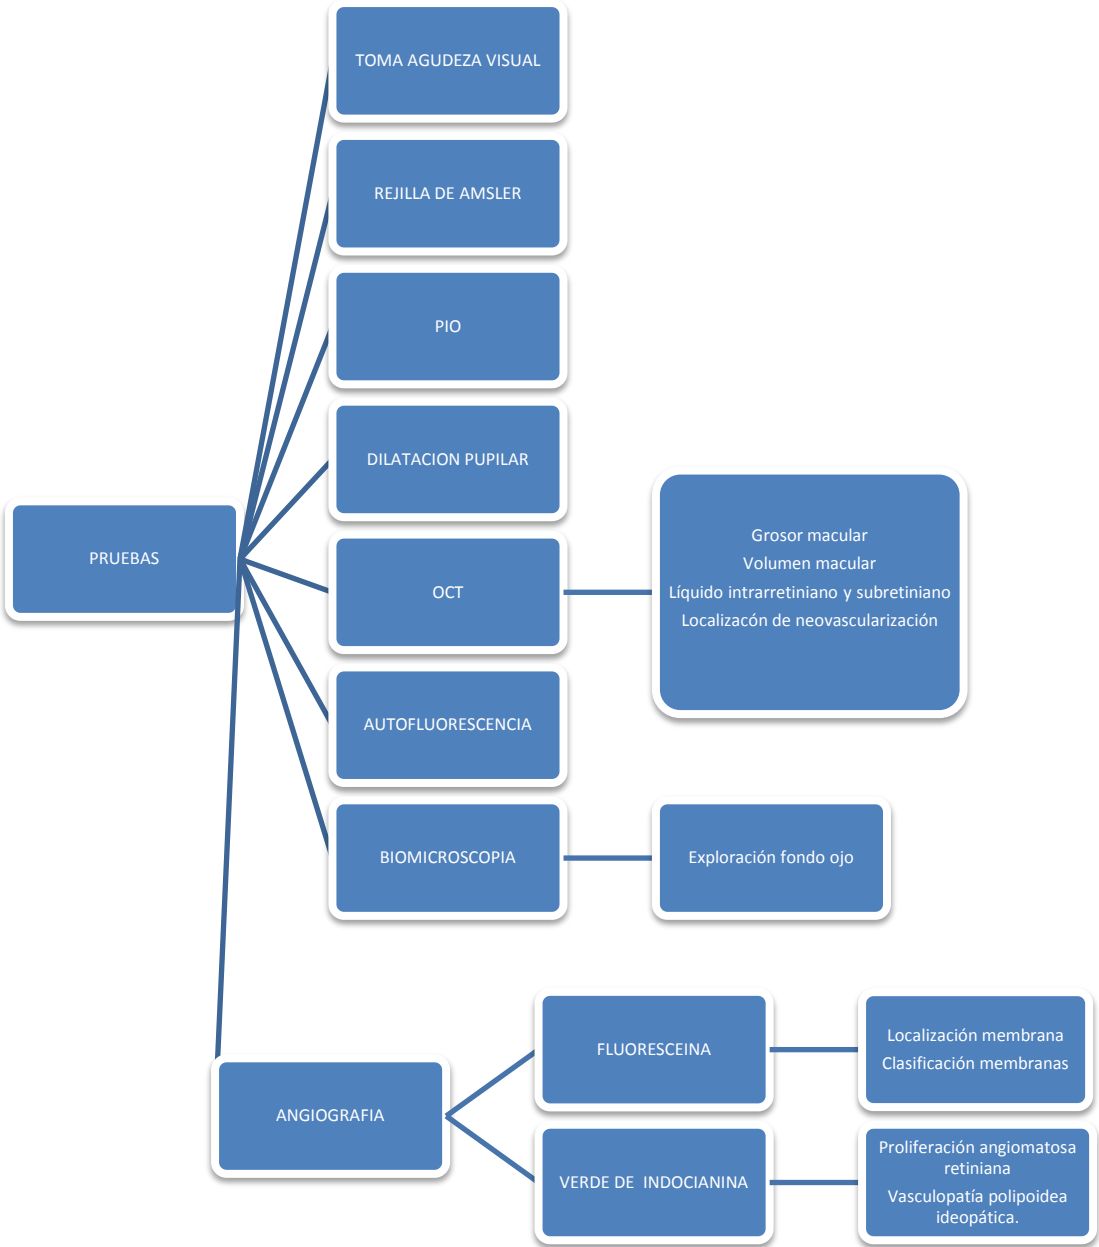 TOMA AGUDEZA VISUAL
REJILLA DE AMSLER
PIO
DILATACION PUPILAR
PRUEBAS
OCT
Grosor macular
Volumen macular
Líquido intrarretiniano y subretiniano
Localizacón de neovascularización
AUTOFLUORESCENCIA
BIOMICROSCOPIA
Exploración fondo ojo
ANGIOGRAFIA
FLUORESCEINA
Localización membrana
Clasificación membranas
VERDE DE  INDOCIANINA
Proliferación angiomatosa
retiniana
Vasculopatía polipoidea
ideopática.